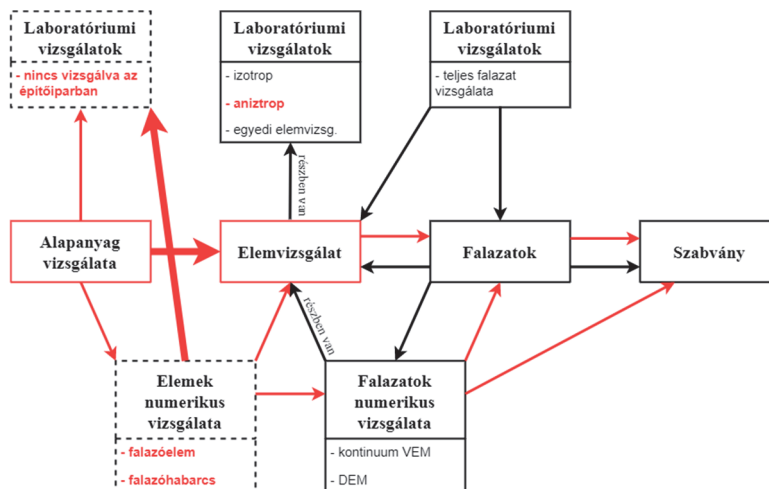 Laboratóriumi
vizsgálatok
- nincs vizsgálva az
építőiparban
Laboratóriumi
vizsgálatok
- izotrop
- aniztrop
- egyedi elemvizsg.
Laboratóriumi
vizsgálatok
- teljes falazat
vizsgálata
részben van
Alapanyag
vizsgálata
Elemvizsgálat
Falazatok
Szabvány
részben van
Elemek
numerikus
vizsgálata
- falazóelem
- falazóhabarcs
Falazatok
numerikus
vizsgálata
- kontinuum VEM
- DEM